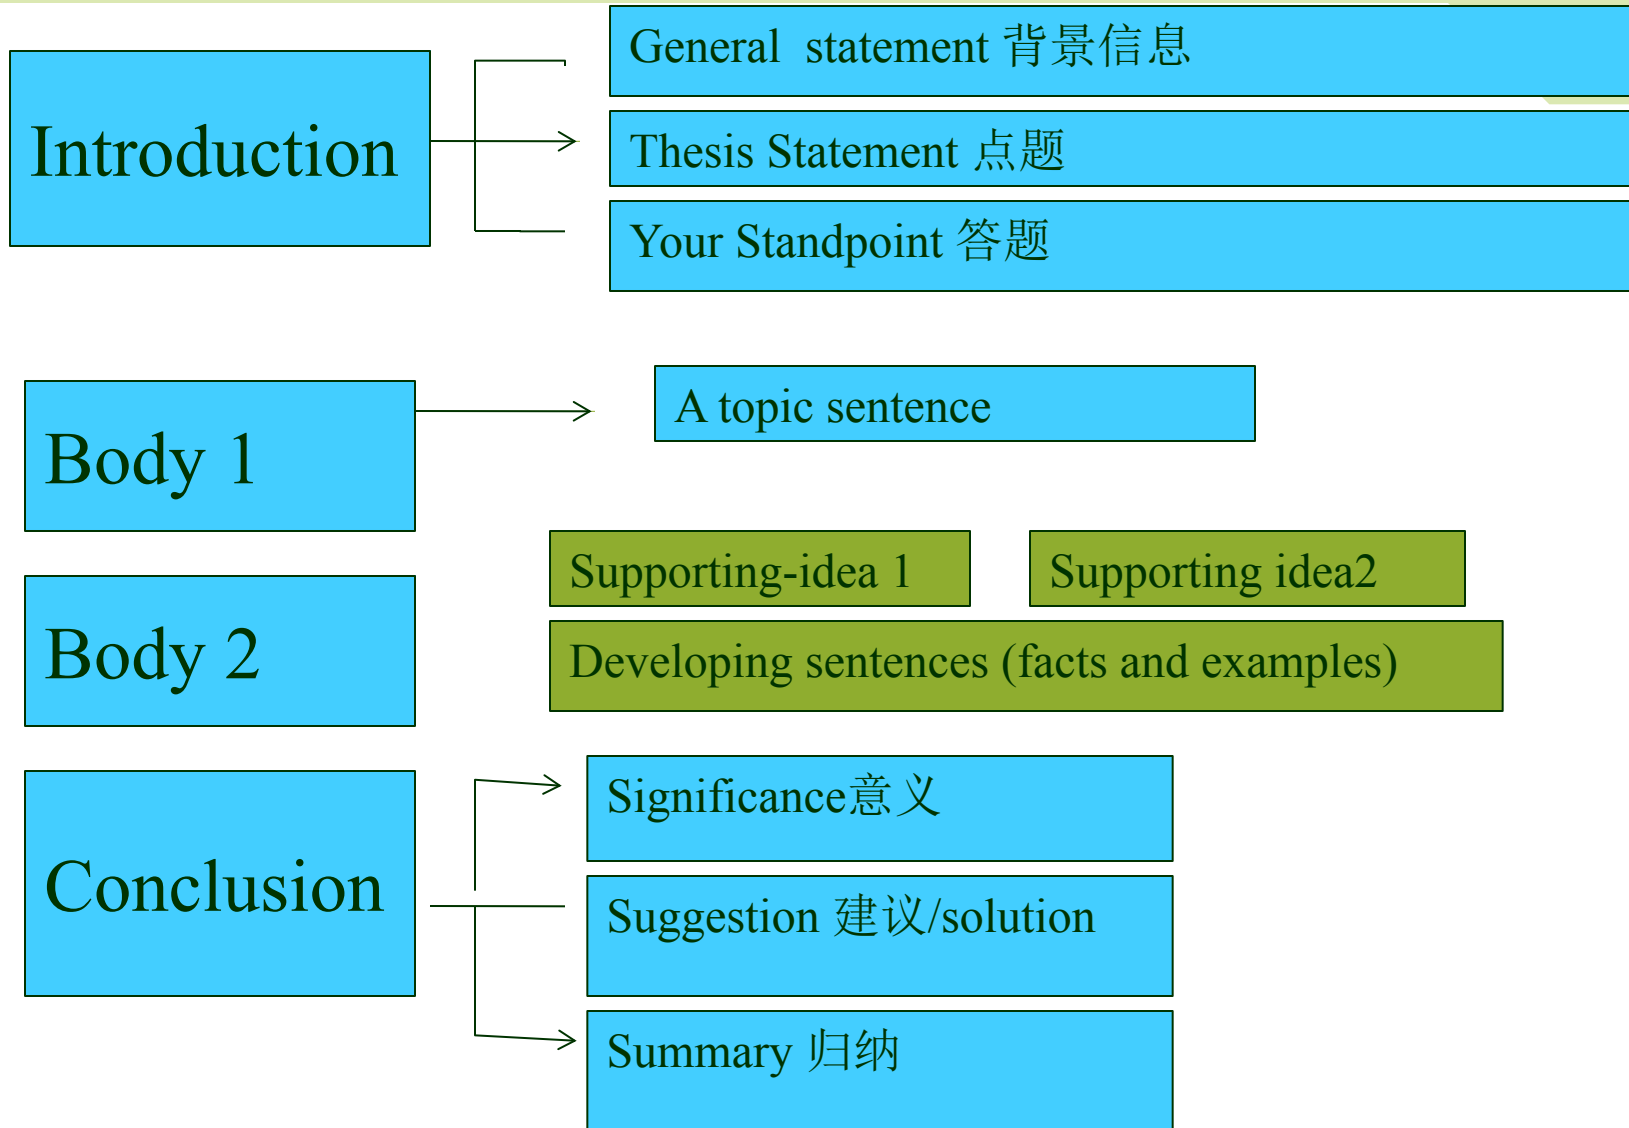 Introduction
General  statement 背景信息
Thesis Statement 点题
Your Standpoint 答题
Body 1
A topic sentence
Supporting-idea 1
Supporting idea2
Body 2
Developing sentences (facts and examples)
Conclusion
Significance意义
Suggestion 建议/solution
Summary 归纳